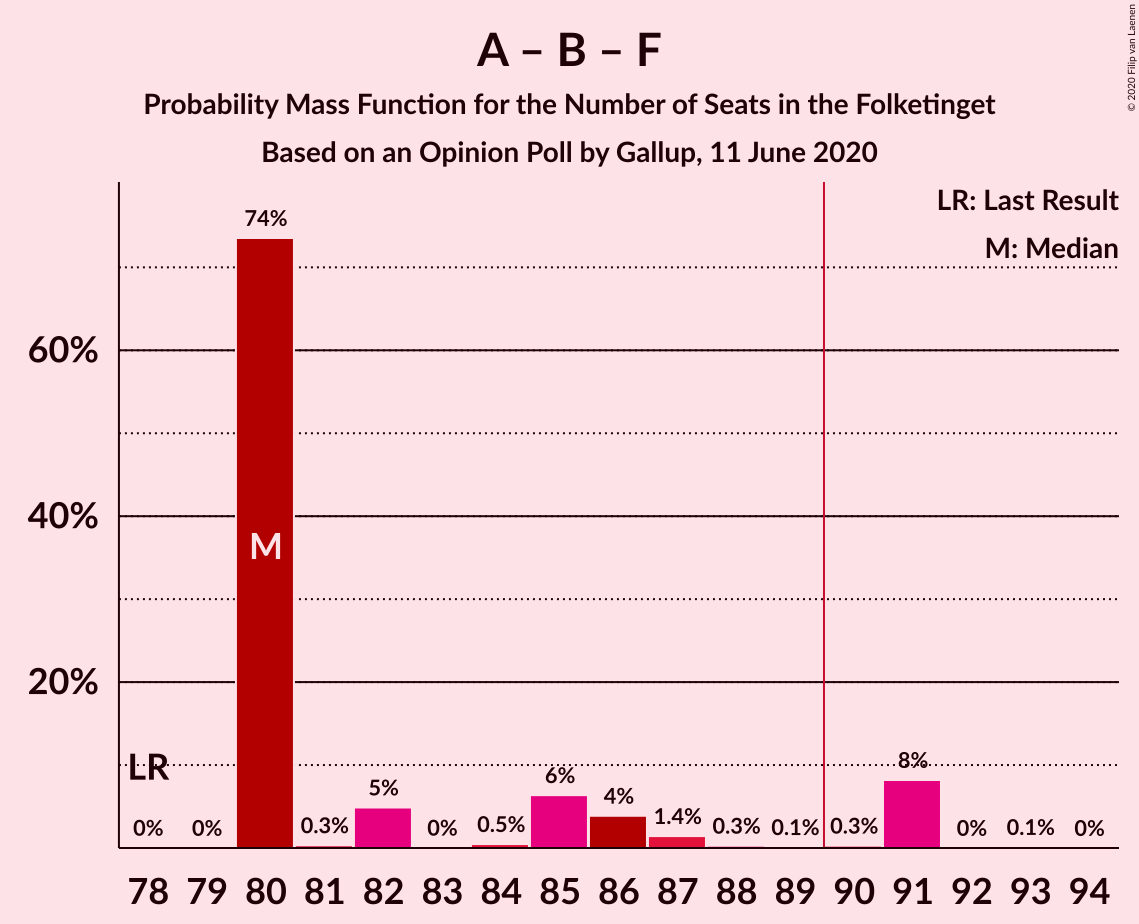 A – B – F
Probability Mass Function for the Number of Seats in the Folketinget
Based on an Opinion Poll by Gallup, 11 June 2020
© 2020 Filip van Laenen
LR: Last Result
M: Median
60%
40%
20%
74%
M
LR
0%
0%
0.3%
5%
0%
0.5%
6%
4%
1.4%
0.3%
0.1%
0.3%
8%
0%
0.1%
0%
78 79 80 81 82 83 84 85 86 87 88 89 90 91 92 93 94